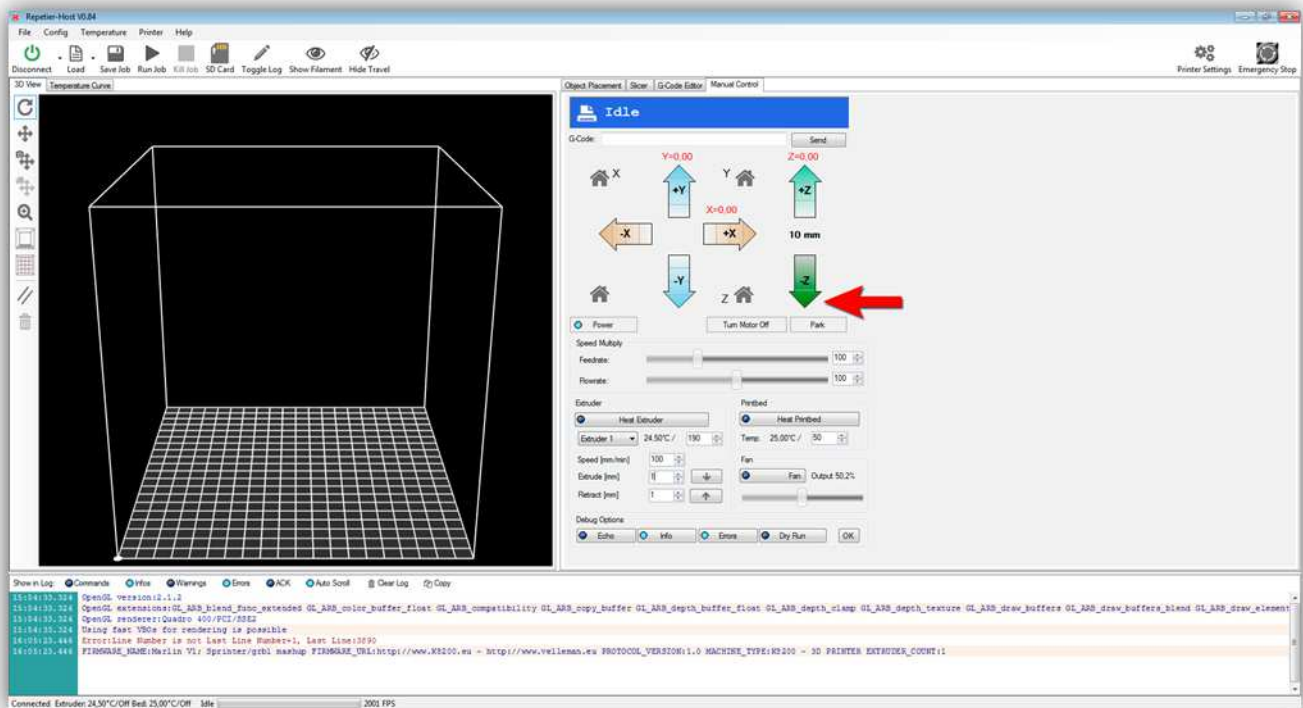 Repetier-Host V0.84
File Config Temperature Printer Help
Disconnect Load Save Job Run Job Kill Job SD Card Toggle Log Show Filament Hide Travel Printer Settings Emergency Stop
3D View Temperature Curve Object Placement Slicer G-Code Editor Manual Control
Idle
G-Code: Send
Y=0.00 Z=0.00
X Y
+Y +Z
X=0.00
-X +X 10 mm
-Y -Z
Z
Power Turn Motor Off Park
Speed Multiply
Feedrate: 100
Flowrate: 100
Extruder Printbed
Heat Extruder Heat Printbed
Extruder 1 24,50°C / 190 Temp. 25,00°C / 50
Speed [mm/min] 100 Fan
Extrude [mm] 1 Fan Output 50,2%
Retract [mm] 1
Debug Options
Echo Info Errors Dry Run OK
Show in Log: Commands Infos Warnings Errors ACK Auto Scroll Clear Log Copy
15:54:33.324 OpenGL version:2.1.2
15:54:33.324 OpenGL extensions:GL_ARB_blend_func_extended GL_ARB_color_buffer_float GL_ARB_compatibility GL_ARB_copy_buffer GL_ARB_depth_buffer_float GL_ARB_depth_clamp GL_ARB_depth_texture GL_ARB_draw_buffers GL_ARB_draw_buffers_blend GL_ARB_draw_element
15:54:33.324 OpenGL renderer:Quadro 400/PCI/SSE2
15:54:33.324 Using fast VBOs for rendering is possible
16:05:23.446 Error:Line Number is not Last Line Number+1, Last Line:3890
16:05:23.446 FIRMWARE_NAME:Marlin V1; Sprinter/grbl mashup FIRMWARE_URL:http://www.K8200.eu - http://www.velleman.eu PROTOCOL_VERSION:1.0 MACHINE_TYPE:K8200 - 3D PRINTER EXTRUDER_COUNT:1
Connected Extruder: 24,50°C/Off Bed: 25,00°C/Off Idle 2001 FPS